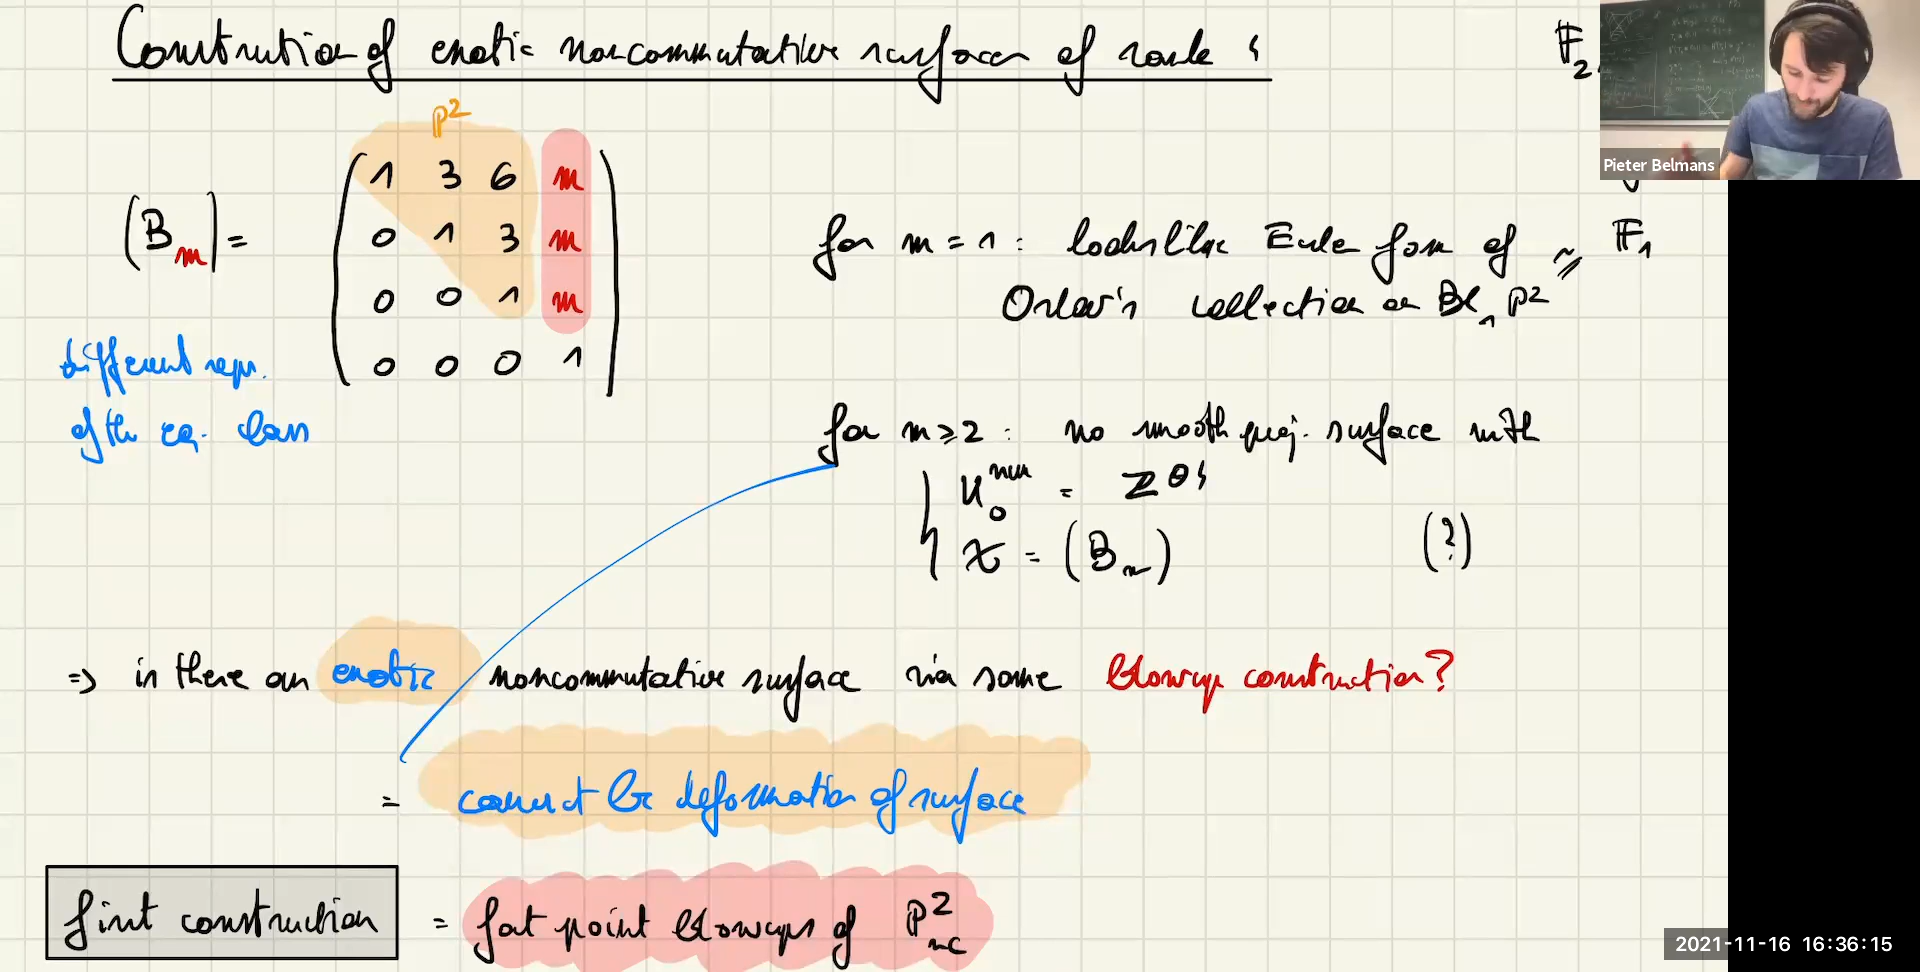 Construction of exotic noncommutative surfaces of rank 4
𝔽₂
Pieter Belmans
P²
1 3 6 m
(B_m) = 0 1 3 m
0 0 1 m
0 0 0 1
different repr.
of the eq. class
for m = 1 : looks like Euler form of
Orlov's collection on Bl₁ P² ≅ 𝔽₁
for m ≥ 2 : no smooth proj. surface with
K₀ⁿᵘᵐ = ℤ^⊕4
χ = (B_m) (?)
⇒ is there an exotic noncommutative surface via some blowup construction?
= cannot be deformation of surface
first construction = fat point blowups of P²_nc
2021-11-16 16:36:15